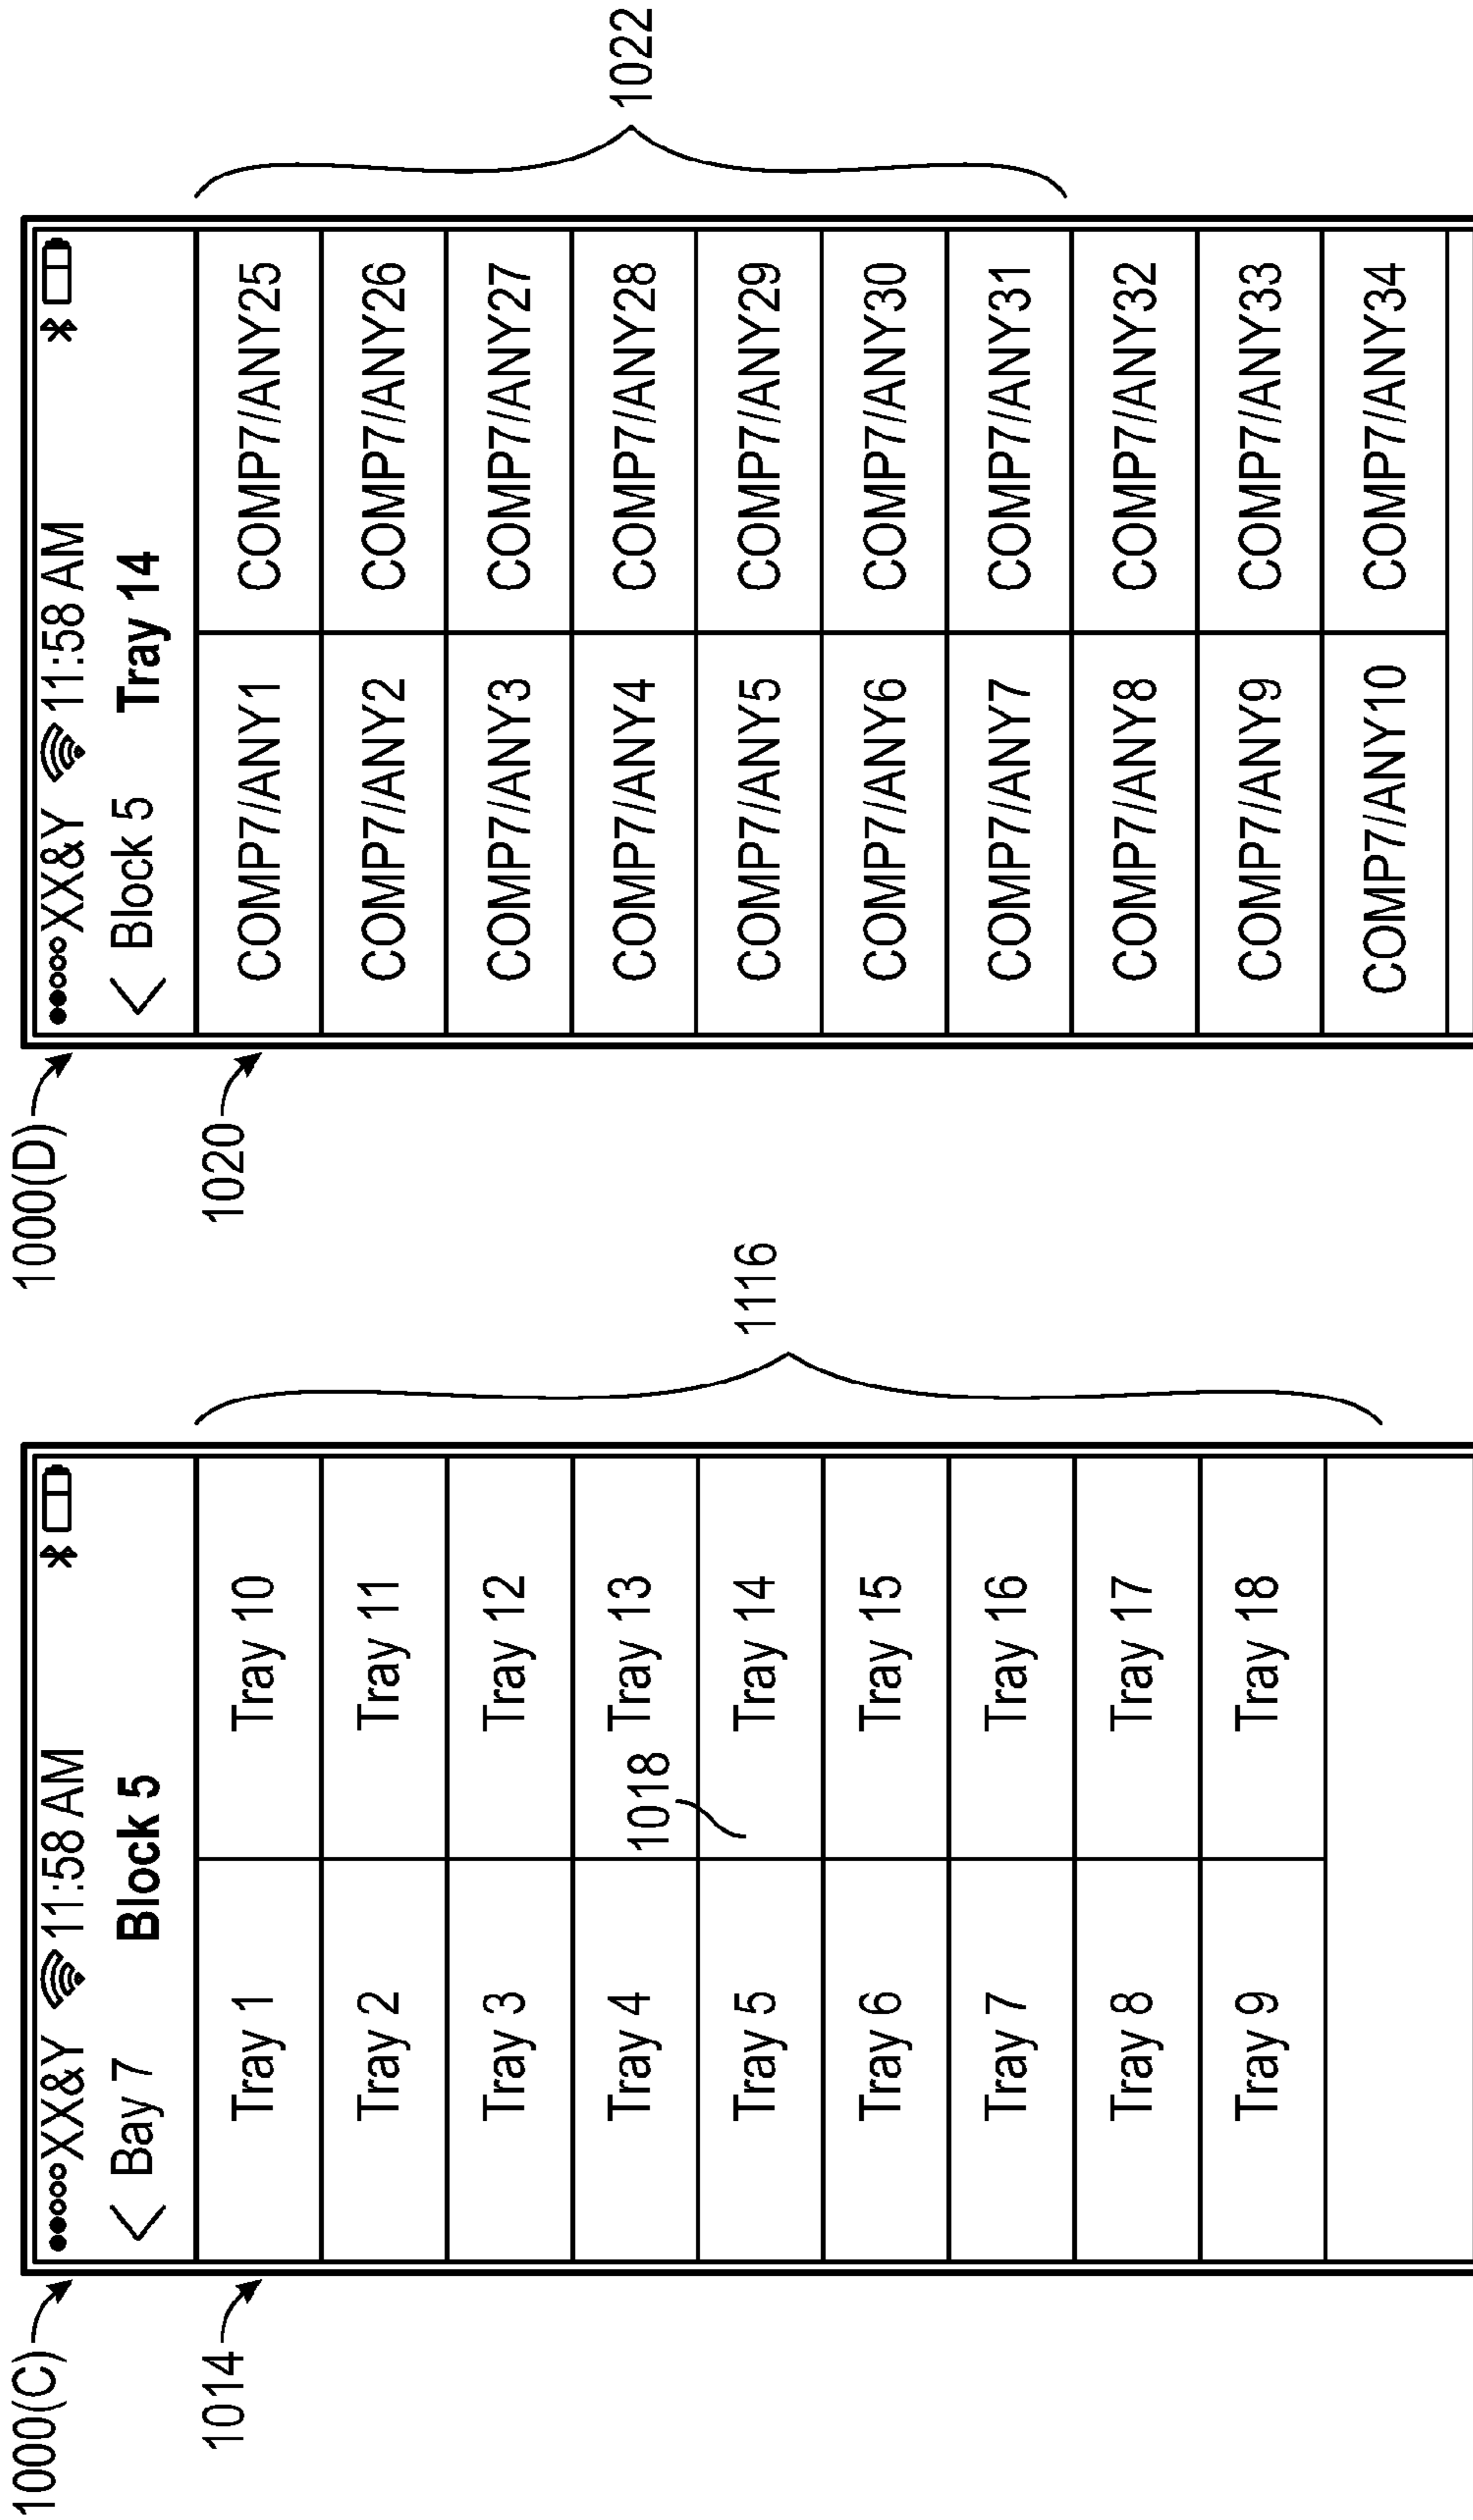 1000(C)
XX&Y 11:58 AM
< Bay 7 Block 5
1014
Tray 1 Tray 10
Tray 2 Tray 11
Tray 3 Tray 12
Tray 4 Tray 13
1018
Tray 5 Tray 14
Tray 6 Tray 15
Tray 7 Tray 16
Tray 8 Tray 17
Tray 9 Tray 18
1116
1000(D)
XX&Y 11:58 AM
< Block 5 Tray 14
1020
COMP7//ANY1 COMP7//ANY25
COMP7//ANY2 COMP7//ANY26
COMP7//ANY3 COMP7//ANY27
COMP7//ANY4 COMP7//ANY28
COMP7//ANY5 COMP7//ANY29
COMP7//ANY6 COMP7//ANY30
COMP7//ANY7 COMP7//ANY31
COMP7//ANY8 COMP7//ANY32
COMP7//ANY9 COMP7//ANY33
COMP7//ANY10 COMP7//ANY34
1022